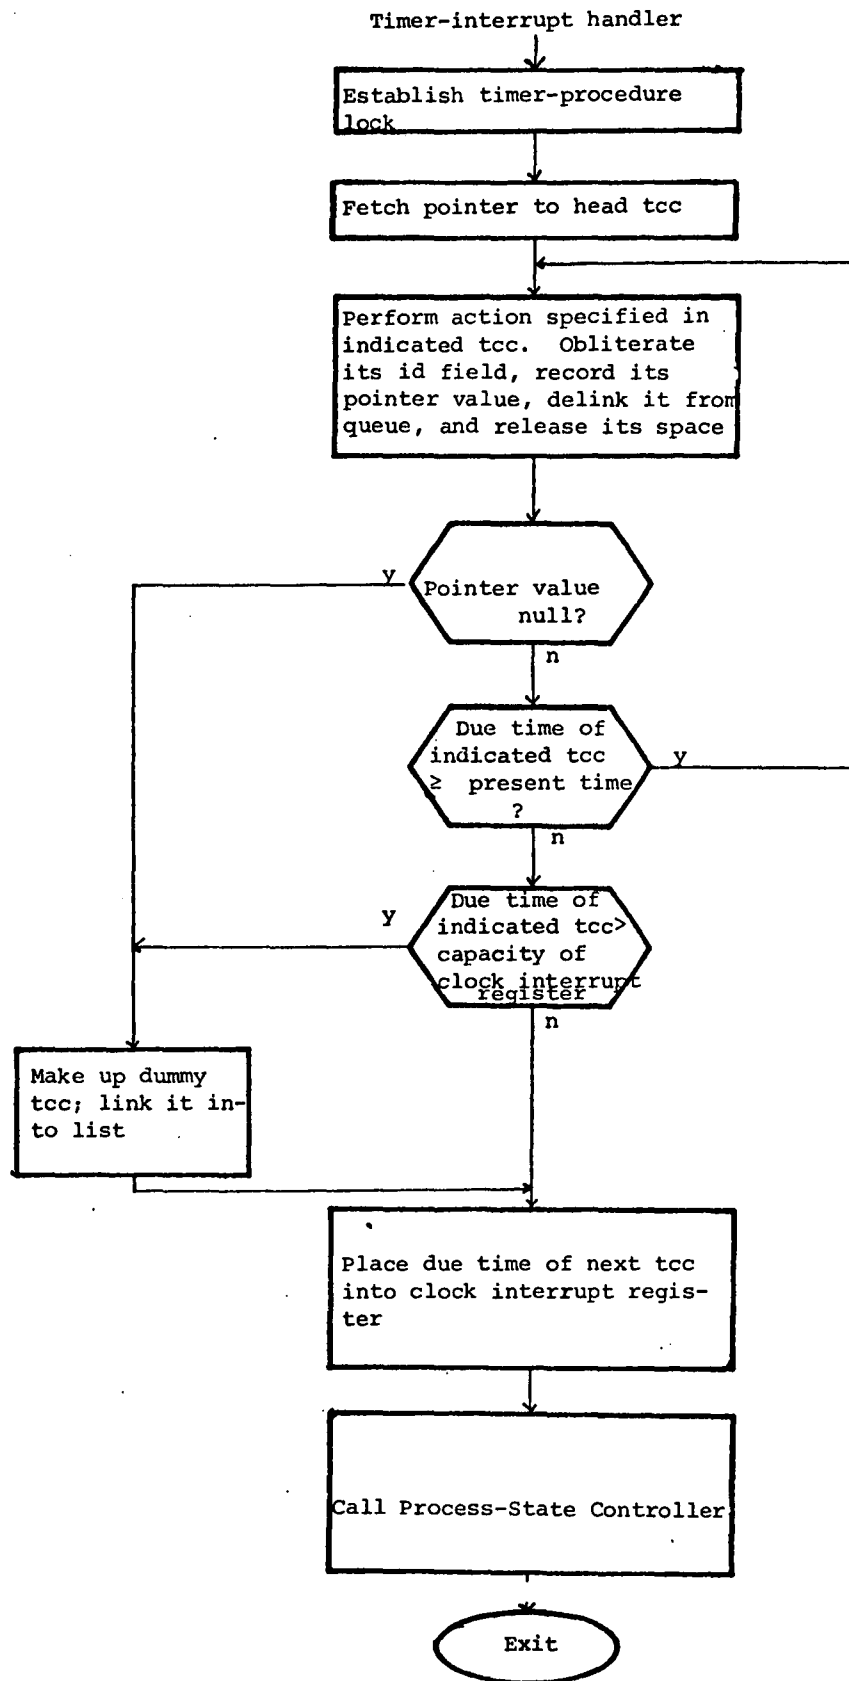 Timer-interrupt handler
Establish timer-procedure
lock
Fetch pointer to head tcc
Perform action specified in
indicated tcc. Obliterate
its id field, record its
pointer value, delink it from
queue, and release its space
y
Pointer value
null?
n
Due time of
indicated tcc
≥ present time
?
y
n
y
Due time of
indicated tcc>
capacity of
clock interrupt
register
n
Make up dummy
tcc; link it in-
to list
Place due time of next tcc
into clock interrupt regis-
ter
Call Process-State Controller
Exit